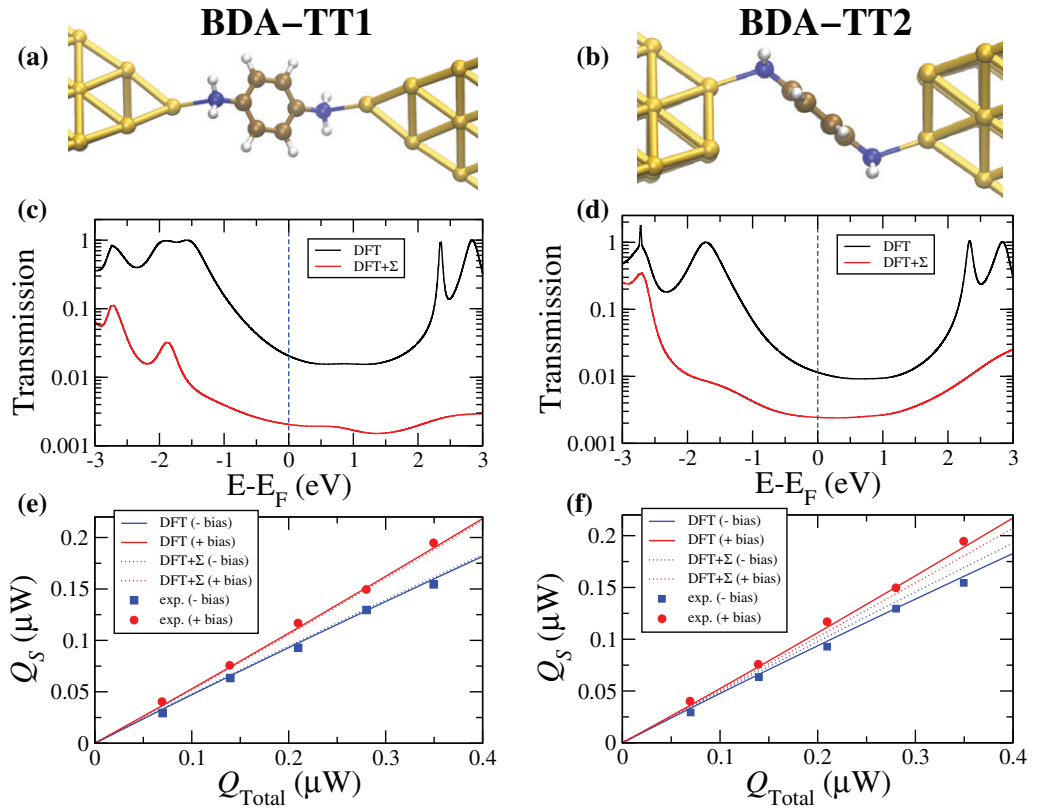 BDA−TT1
BDA−TT2
(a)
(b)
(c)
1
0.1
0.01
0.001
Transmission
DFT
DFT+Σ
-3 -2 -1 0 1 2 3
E-E_F (eV)
(d)
1
0.1
0.01
0.001
Transmission
DFT
DFT+Σ
-3 -2 -1 0 1 2 3
E-E_F (eV)
(e)
0.2
0.15
0.1
0.05
0
Q_S (μW)
DFT (- bias)
DFT (+ bias)
DFT+Σ (- bias)
DFT+Σ (+ bias)
exp. (- bias)
exp. (+ bias)
0 0.1 0.2 0.3 0.4
Q_Total (μW)
(f)
0.2
0.15
0.1
0.05
0
Q_S (μW)
DFT (- bias)
DFT (+ bias)
DFT+Σ (- bias)
DFT+Σ (+ bias)
exp. (- bias)
exp. (+ bias)
0 0.1 0.2 0.3 0.4
Q_Total (μW)